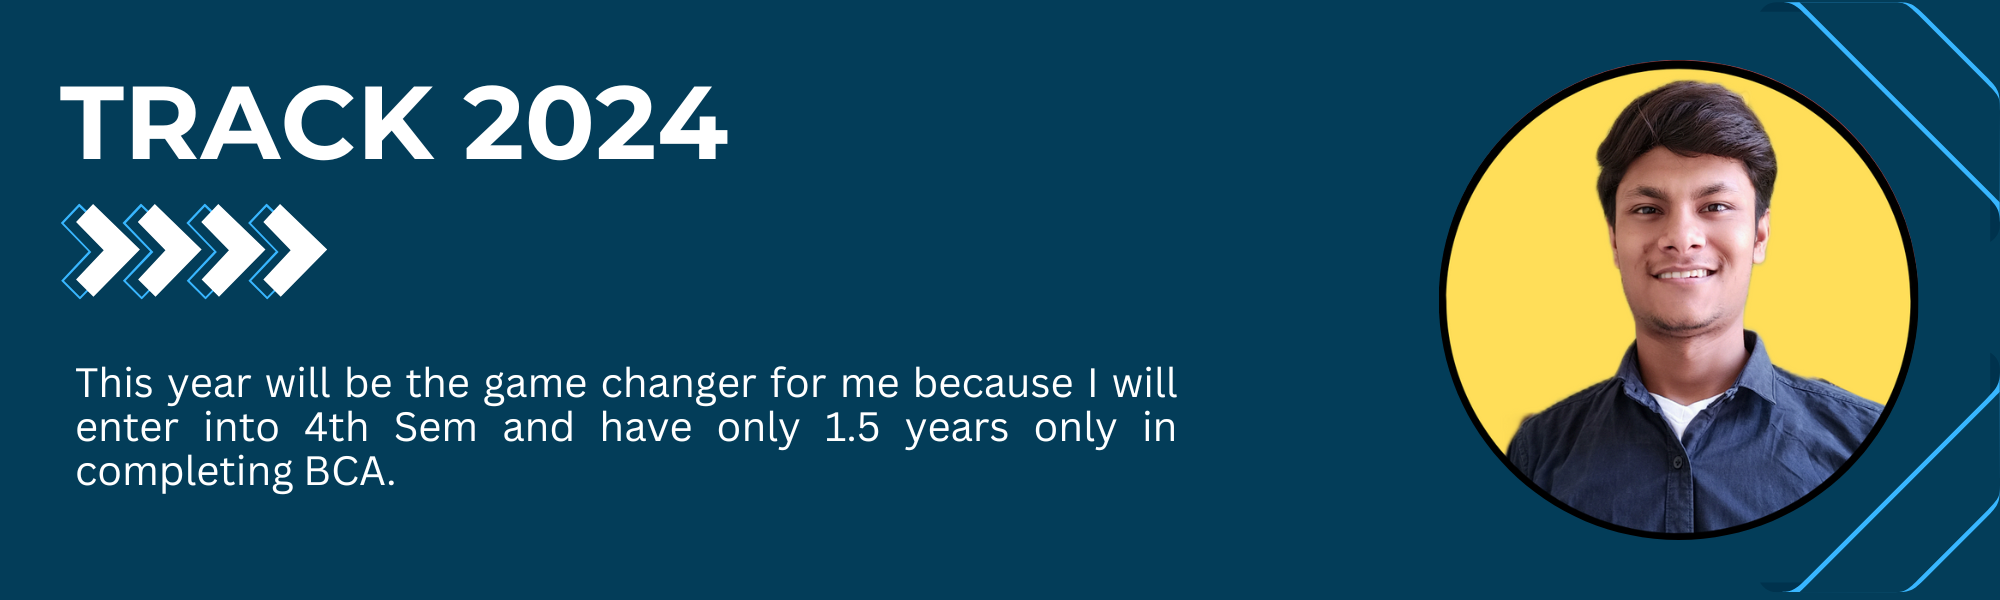 TRACK 2024
This year will be the game changer for me because I will
enter into 4th Sem and have only 1.5 years only in
completing BCA.